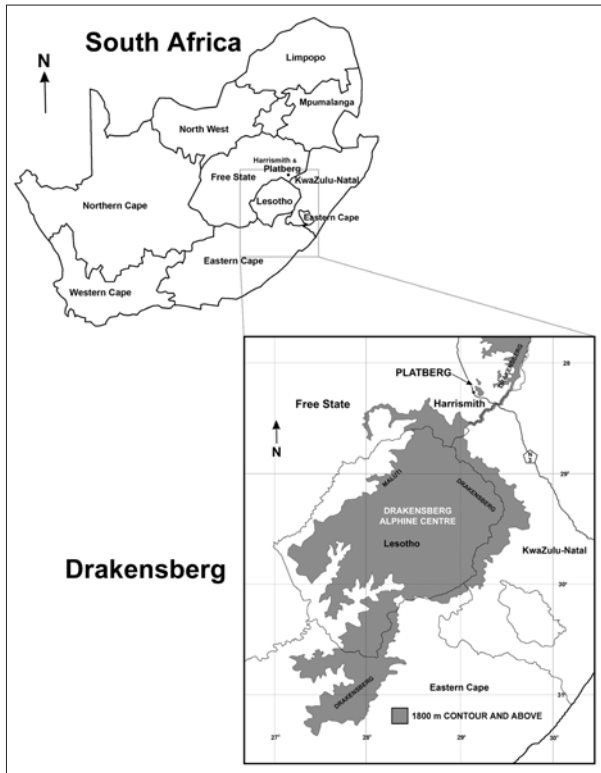 South Africa
N
Limpopo
Mpumalanga
North West
Harrismith &
Platberg
Free State
KwaZulu-Natal
Lesotho
Eastern Cape
Northern Cape
Eastern Cape
Western Cape
Drakensberg
28
DRAKENSBERG
PLATBERG
Harrismith
Free State
N
N
3
29°
MALUTI
DRAKENSBERG
DRAKENSBERG
ALPHINE CENTRE
Lesotho
KwaZulu-Natal
30°
Eastern Cape
DRAKENSBERG
31°
1800 m CONTOUR AND ABOVE
27°
28°
29°
30°